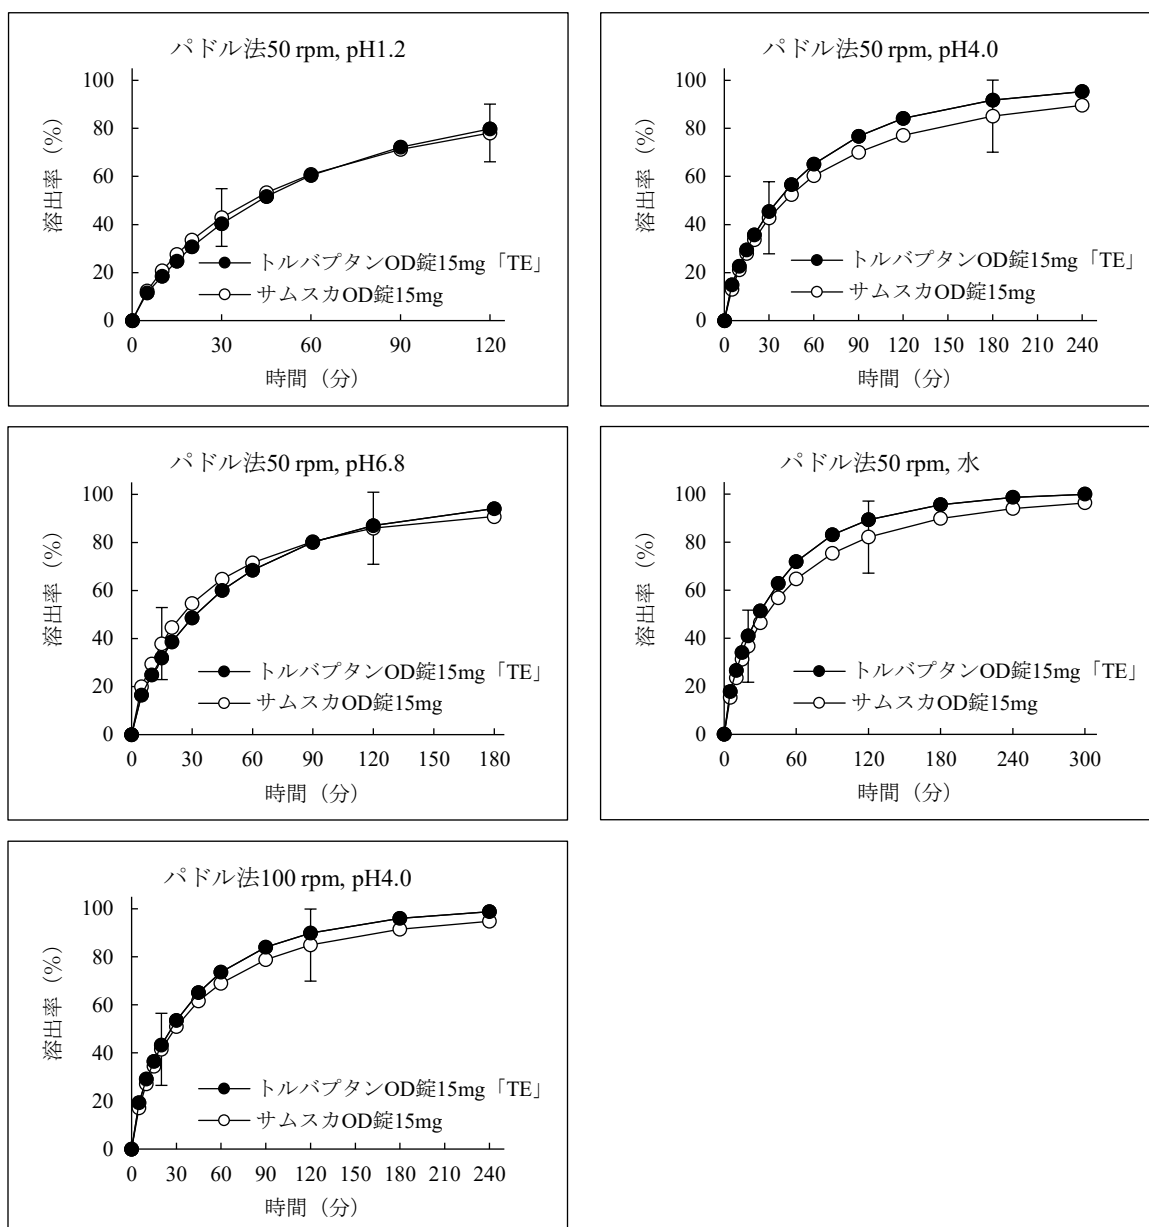 パドル法50 rpm, pH1.2
100
80
60
40
20
0
溶出率（%）
トルバプタンOD錠15mg「TE」
サムスカOD錠15mg
0 30 60 90 120
時間（分）
パドル法50 rpm, pH4.0
100
80
60
40
20
0
溶出率（%）
トルバプタンOD錠15mg「TE」
サムスカOD錠15mg
0 30 60 90 120 150 180 210 240
時間（分）
パドル法50 rpm, pH6.8
100
80
60
40
20
0
溶出率（%）
トルバプタンOD錠15mg「TE」
サムスカOD錠15mg
0 30 60 90 120 150 180
時間（分）
パドル法50 rpm, 水
100
80
60
40
20
0
溶出率（%）
トルバプタンOD錠15mg「TE」
サムスカOD錠15mg
0 60 120 180 240 300
時間（分）
パドル法100 rpm, pH4.0
100
80
60
40
20
0
溶出率（%）
トルバプタンOD錠15mg「TE」
サムスカOD錠15mg
0 30 60 90 120 150 180 210 240
時間（分）